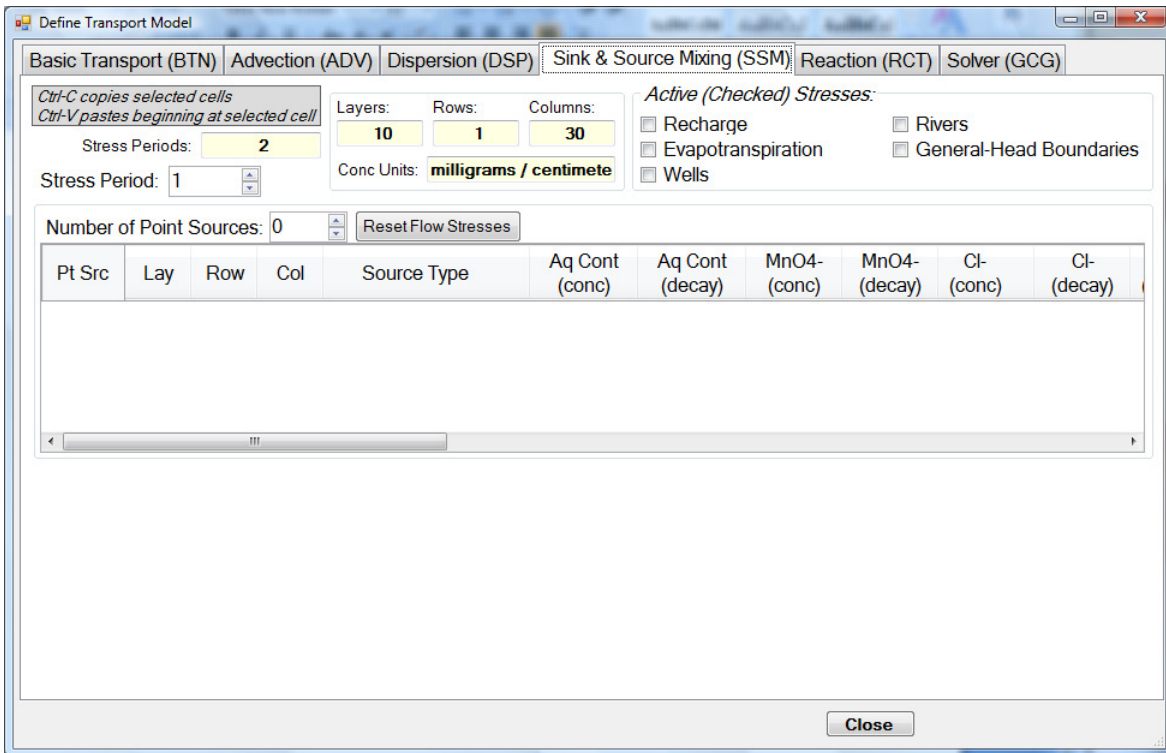 Define Transport Model
Basic Transport (BTN) Advection (ADV) Dispersion (DSP) Sink & Source Mixing (SSM) Reaction (RCT) Solver (GCG)
Ctrl-C copies selected cells
Ctrl-V pastes beginning at selected cell
Stress Periods: 2
Stress Period: 1
Layers: Rows: Columns:
10 1 30
Conc Units: milligrams / centimete
Active (Checked) Stresses:
Recharge Rivers
Evapotranspiration General-Head Boundaries
Wells
Number of Point Sources: 0 Reset Flow Stresses
Pt Src Lay Row Col Source Type Aq Cont (conc) Aq Cont (decay) MnO4- (conc) MnO4- (decay) Cl- (conc) Cl- (decay)
Close